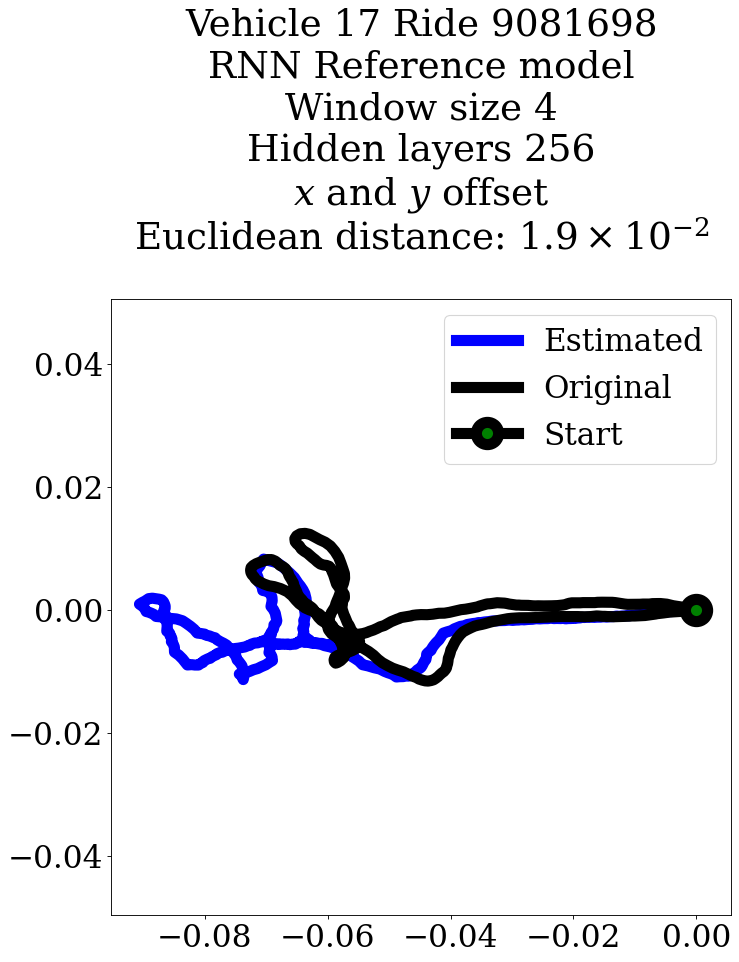 Vehicle 17 Ride 9081698
RNN Reference model
Window size 4
Hidden layers 256
x and y offset
Euclidean distance: 1.9 × 10⁻²
Estimated
Original
Start
0.04
0.02
0.00
−0.02
−0.04
−0.08 −0.06 −0.04 −0.02 0.00